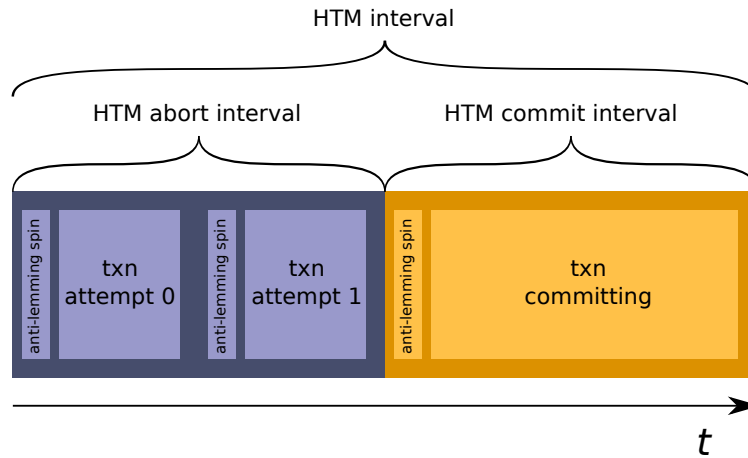 HTM interval
HTM abort interval
HTM commit interval
anti-lemming spin
txn
attempt 0
anti-lemming spin
txn
attempt 1
anti-lemming spin
txn
committing
t